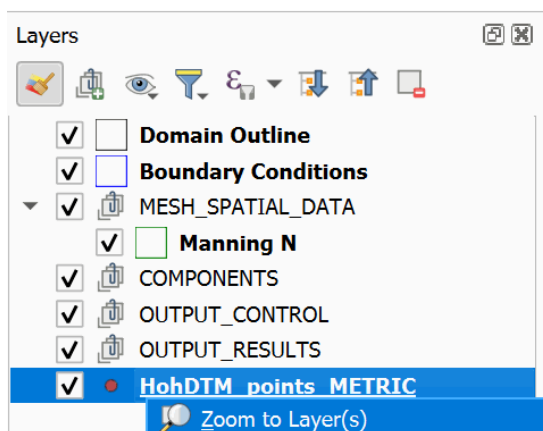 Layers
Domain Outline
Boundary Conditions
MESH_SPATIAL_DATA
Manning N
COMPONENTS
OUTPUT_CONTROL
OUTPUT_RESULTS
HohDTM_points_METRIC
Zoom to Layer(s)